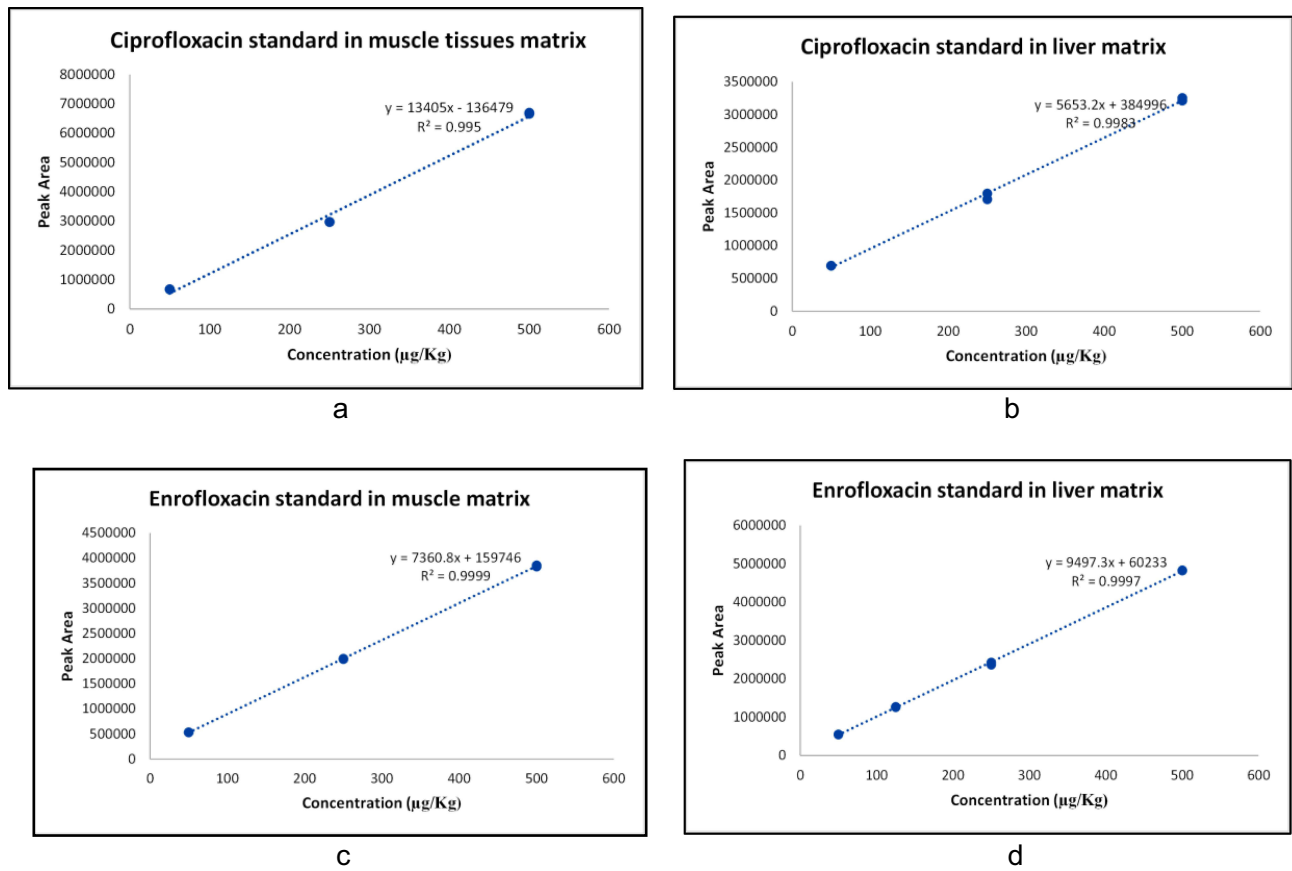 Ciprofloxacin standard in muscle tissues matrix
8000000
7000000
6000000
5000000
4000000
3000000
2000000
1000000
0
Peak Area
y = 13405x - 136479
R² = 0.995
0 100 200 300 400 500 600
Concentration (µg/Kg)
a
Ciprofloxacin standard in liver matrix
3500000
3000000
2500000
2000000
1500000
1000000
500000
0
Peak Area
y = 5653.2x + 384996
R² = 0.9983
0 100 200 300 400 500 600
Concentration (µg/Kg)
b
Enrofloxacin standard in muscle matrix
4500000
4000000
3500000
3000000
2500000
2000000
1500000
1000000
500000
0
Peak Area
y = 7360.8x + 159746
R² = 0.9999
0 100 200 300 400 500 600
Concentration (µg/Kg)
c
Enrofloxacin standard in liver matrix
6000000
5000000
4000000
3000000
2000000
1000000
0
Peak Area
y = 9497.3x + 60233
R² = 0.9997
0 100 200 300 400 500 600
Concentration (µg/Kg)
d